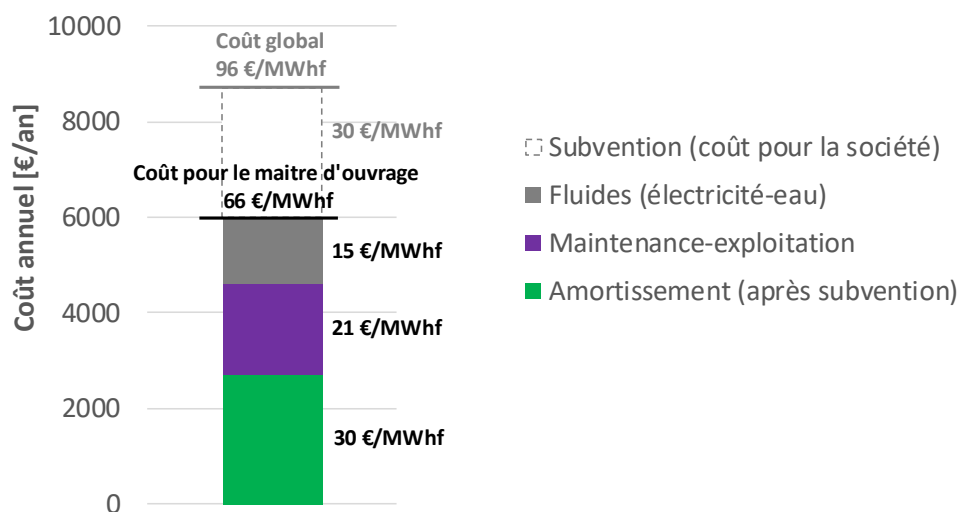 10000
8000
6000
4000
2000
0
Coût annuel [€/an]
Coût global
96 €/MWhf
30 €/MWhf
Coût pour le maitre d'ouvrage
66 €/MWhf
15 €/MWhf
21 €/MWhf
30 €/MWhf
Subvention (coût pour la société)
Fluides (électricité-eau)
Maintenance-exploitation
Amortissement (après subvention)